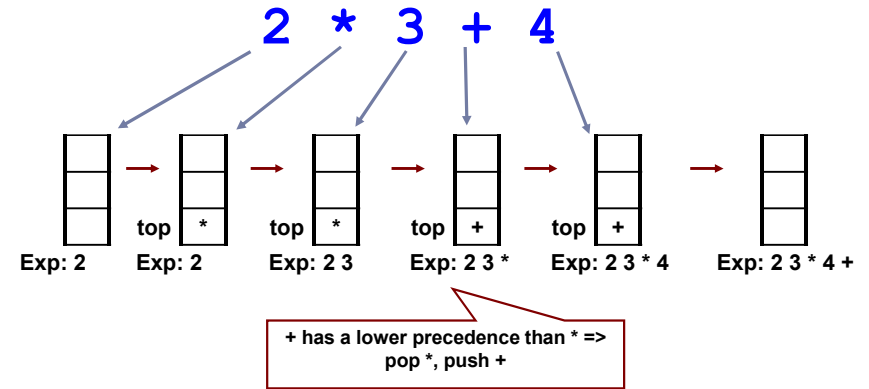 2 * 3 + 4
top * top * top + top +
Exp: 2 Exp: 2 Exp: 2 3 Exp: 2 3 * Exp: 2 3 * 4 Exp: 2 3 * 4 +
+ has a lower precedence than * =>
pop *, push +